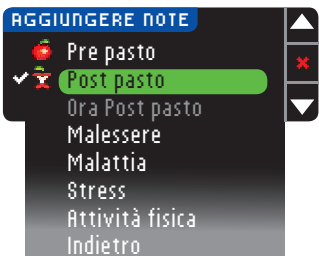 AGGIUNGERE NOTE
Pre pasto
Post pasto
Ora Post pasto
Malessere
Malattia
Stress
Attività fisica
Indietro